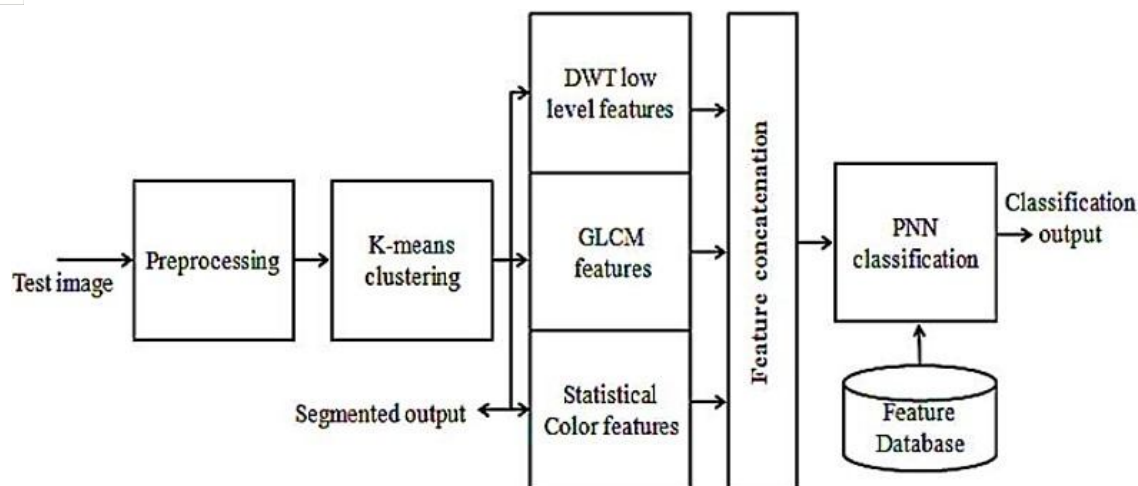 Test image
Preprocessing
K-means
clustering
Segmented output
DWT low
level features
GLCM
features
Statistical
Color features
Feature concatenation
PNN
classification
Classification
output
Feature
Database